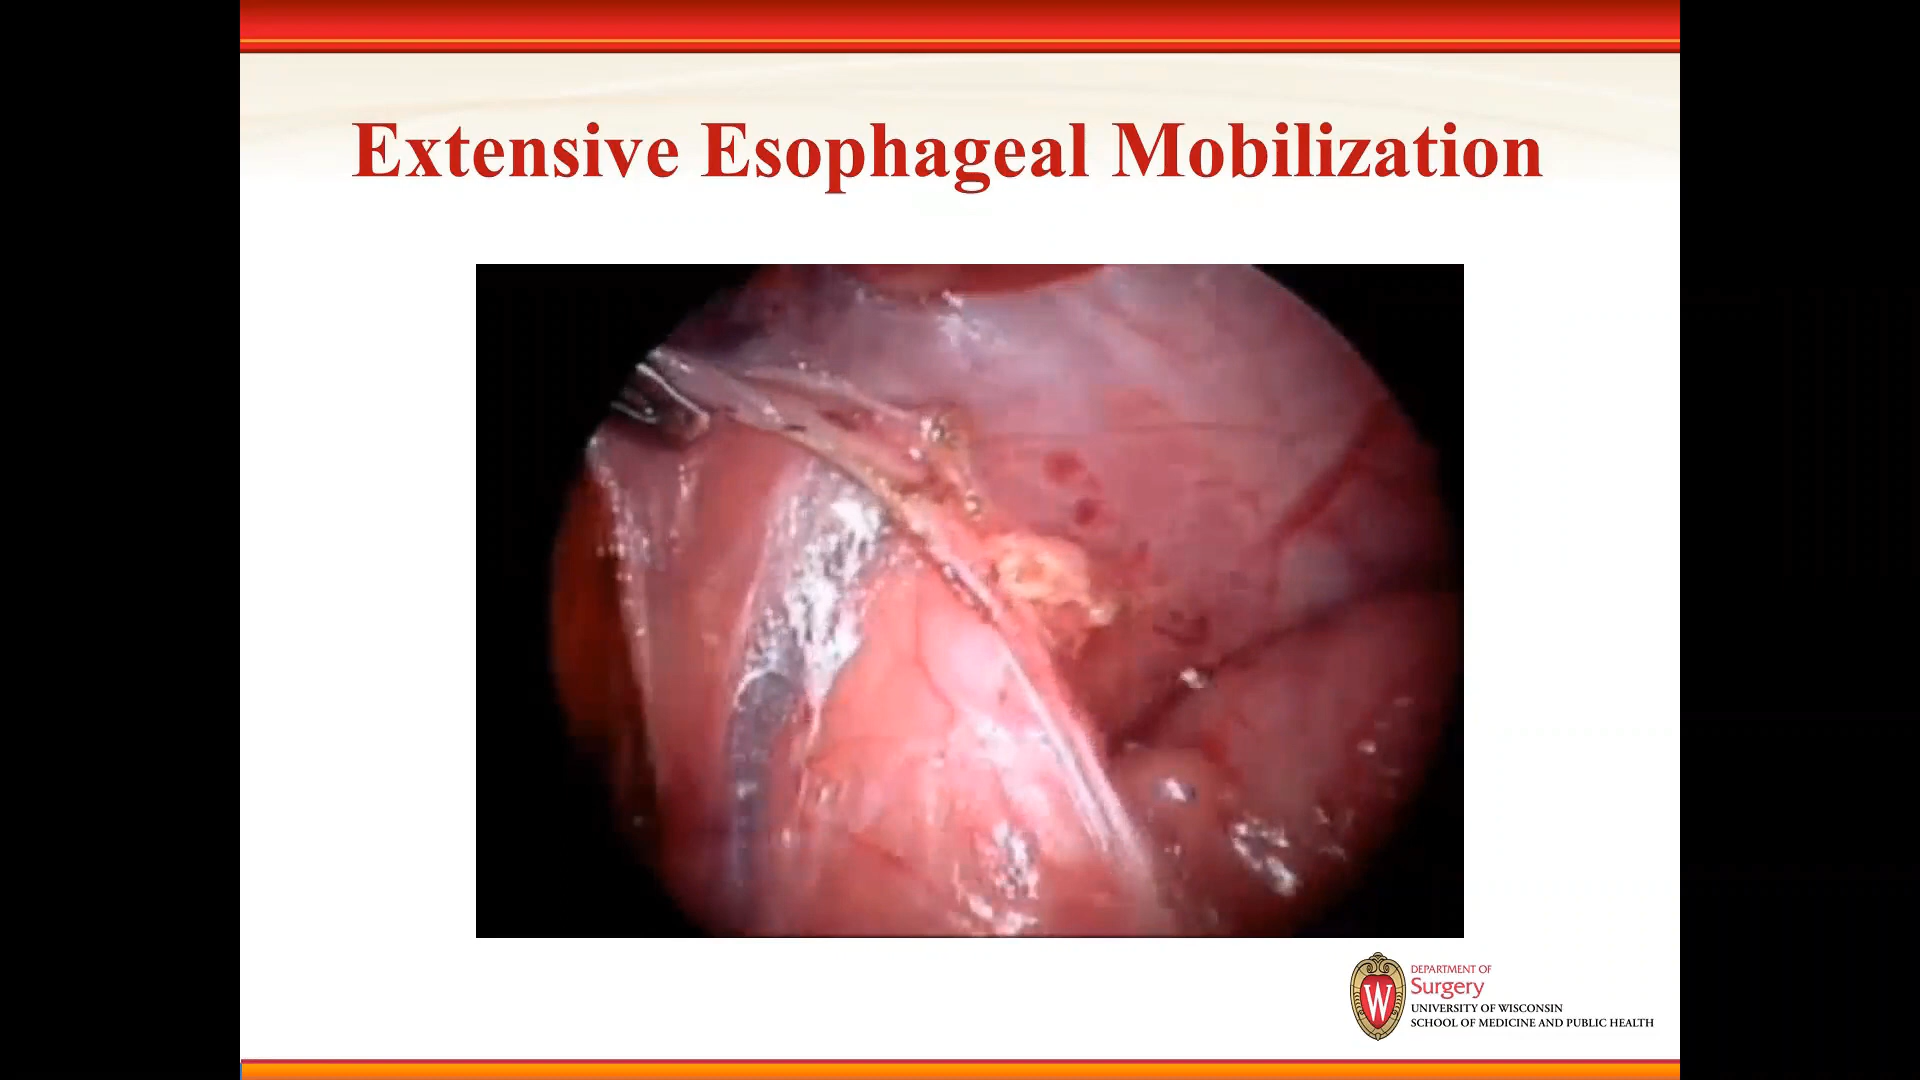 Extensive Esophageal Mobilization
W
DEPARTMENT OF
Surgery
UNIVERSITY OF WISCONSIN
SCHOOL OF MEDICINE AND PUBLIC HEALTH